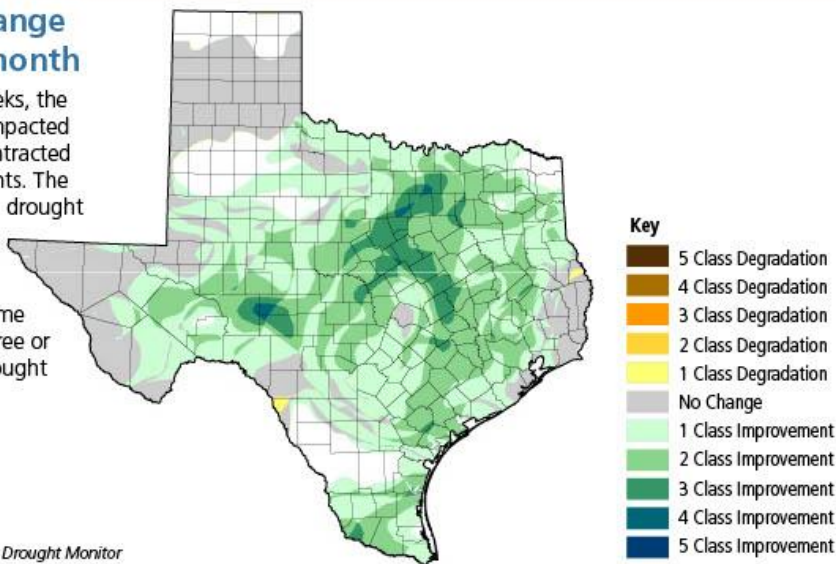 ange
month
eks, the
npacted
ntracted
nts. The
drought
me
ree or
ought
Drought Monitor
Key
5 Class Degradation
4 Class Degradation
3 Class Degradation
2 Class Degradation
1 Class Degradation
No Change
1 Class Improvement
2 Class Improvement
3 Class Improvement
4 Class Improvement
5 Class Improvement